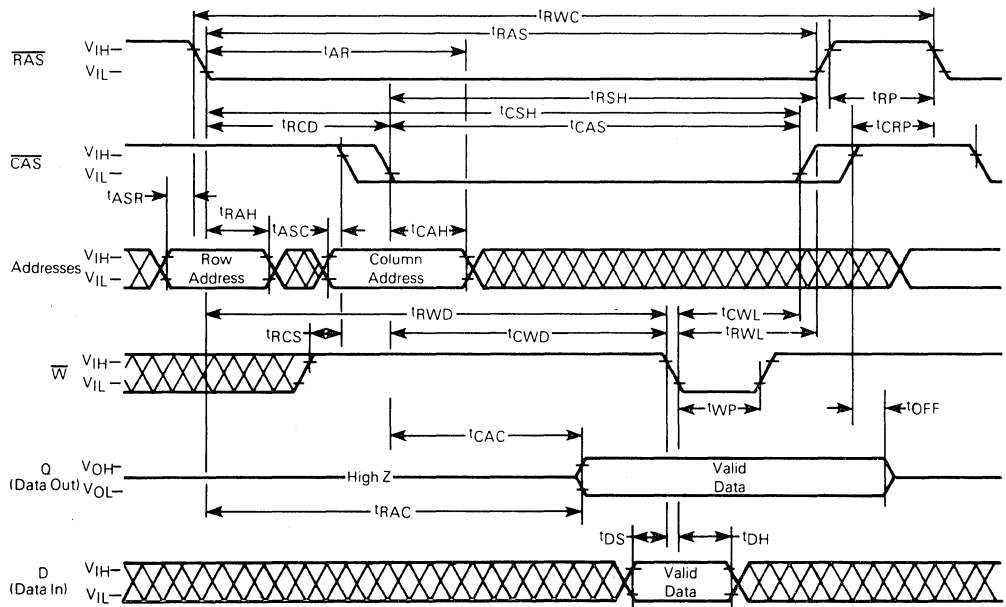 tRWC
tRAS
tAR
RAS
VIH
VIL
tRSH
tRP
tCSH
tRCD
tCAS
tCRP
CAS
VIH
VIL
tASR
tRAH
tASC
tCAH
Addresses
VIH
VIL
Row
Address
Column
Address
tRWD
tCWL
tRCS
tCWD
tRWL
W
VIH
VIL
tWP
tOFF
tCAC
Q
(Data Out)
VOH
VOL
High Z
Valid
Data
tRAC
tDS
tDH
D
(Data In)
VIH
VIL
Valid
Data